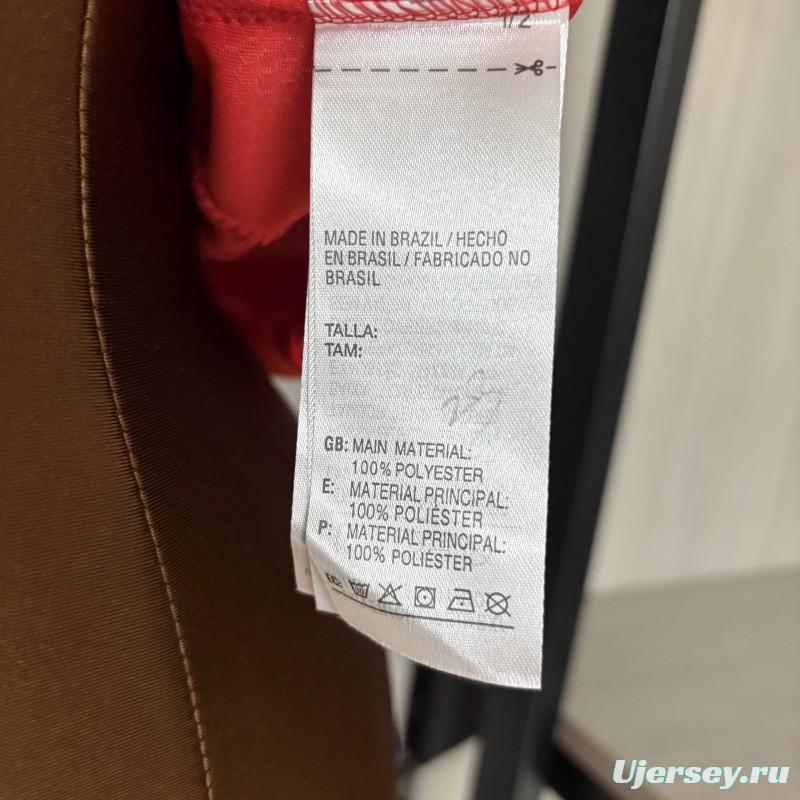 1/2
MADE IN BRAZIL / HECHO
EN BRASIL / FABRICADO NO
BRASIL
TALLA:
TAM:
GB: MAIN MATERIAL:
100% POLYESTER
E: MATERIAL PRINCIPAL:
100% POLIÉSTER
P: MATERIAL PRINCIPAL:
100% POLIÉSTER
EC:
Ujersey.ru